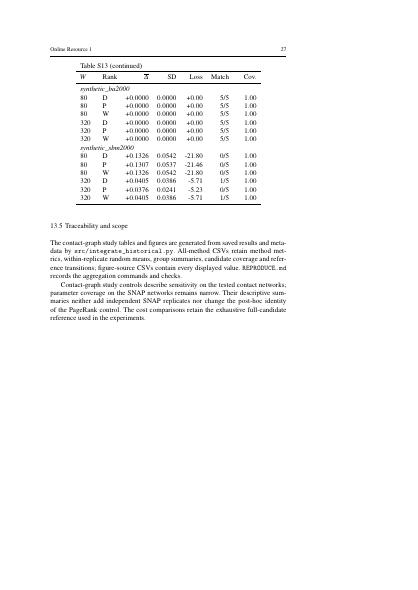 Online Resource 1 27
Table S13 (continued)
W Rank Δ̅ SD Loss Match Cov.
synthetic_ba2000
80 D +0.0000 0.0000 +0.00 5/5 1.00
80 P +0.0000 0.0000 +0.00 5/5 1.00
80 W +0.0000 0.0000 +0.00 5/5 1.00
320 D +0.0000 0.0000 +0.00 5/5 1.00
320 P +0.0000 0.0000 +0.00 5/5 1.00
320 W +0.0000 0.0000 +0.00 5/5 1.00
synthetic_sbm2000
80 D +0.1326 0.0542 -21.80 0/5 1.00
80 P +0.1307 0.0537 -21.46 0/5 1.00
80 W +0.1326 0.0542 -21.80 0/5 1.00
320 D +0.0405 0.0386 -5.71 1/5 1.00
320 P +0.0376 0.0241 -5.23 0/5 1.00
320 W +0.0405 0.0386 -5.71 1/5 1.00
13.5 Traceability and scope
The contact-graph study tables and figures are generated from saved results and meta-
data by src/integrate_historical.py. All-method CSVs retain method met-
rics, within-replicate random means, group summaries, candidate coverage and refer-
ence transitions; figure-source CSVs contain every displayed value. REPRODUCE.md
records the aggregation commands and checks.
Contact-graph study controls describe sensitivity on the tested contact networks;
parameter coverage on the SNAP networks remains narrow. Their descriptive sum-
maries neither add independent SNAP replicates nor change the post-hoc identity
of the PageRank control. The cost comparisons retain the exhaustive full-candidate
reference used in the experiments.